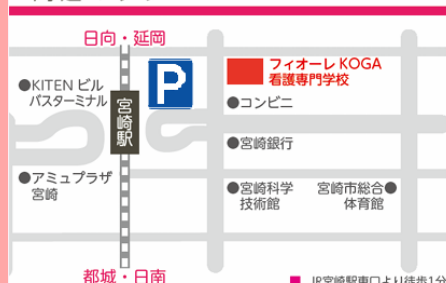 日向・延岡
P
フィオーレ KOGA
看護専門学校
●KITEN ビル
バスターミナル
宮崎駅
●コンビニ
●宮崎銀行
●アミュプラザ
宮崎
●宮崎科学
技術館
宮崎市総合●
体育館
都城・日南
■ JR宮崎駅東口より徒歩1分